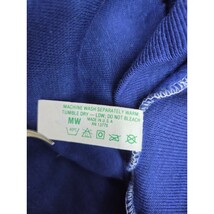 MACHINE WASH SEPARATELY WARM
TUMBLE DRY - LOW, DO NOT BLEACH
MW MADE IN U.S.A.